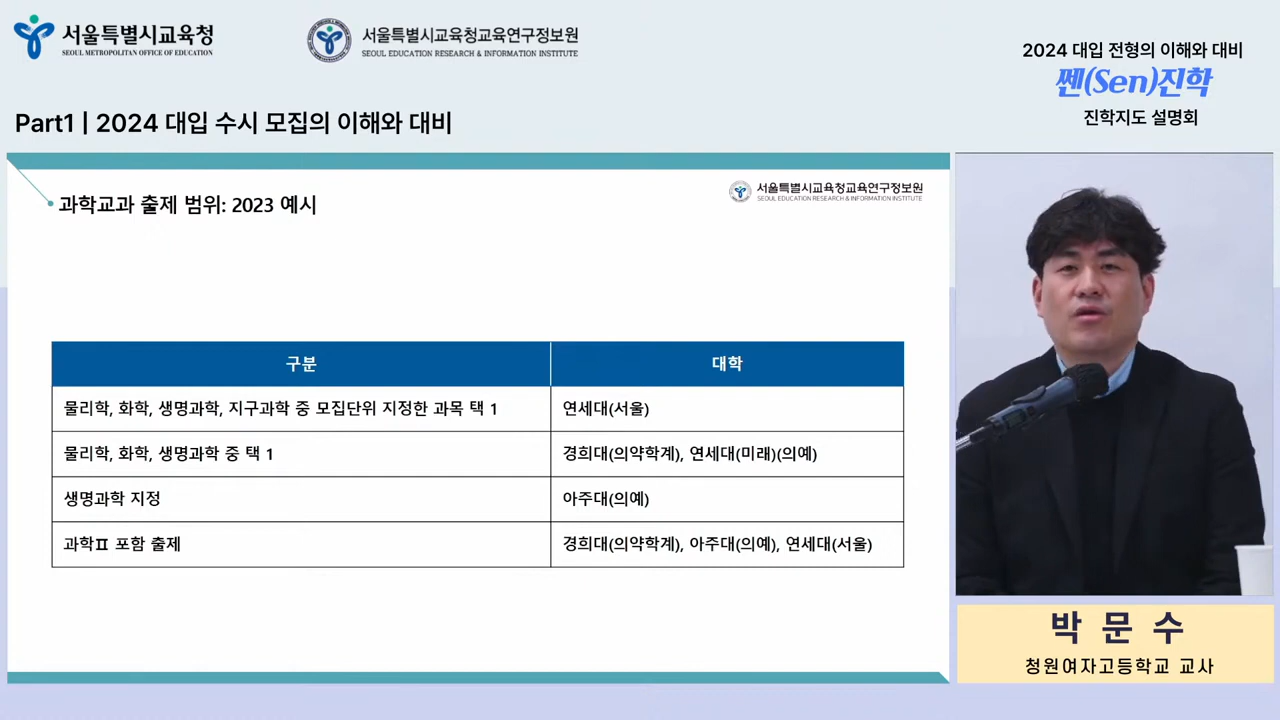 서울특별시교육청
SEOUL METROPOLITAN OFFICE OF EDUCATION
서울특별시교육청교육연구정보원
SEOUL EDUCATION RESEARCH & INFORMATION INSTITUTE
2024 대입 전형의 이해와 대비
쎈(Sen)진학
진학지도 설명회
Part1 | 2024 대입 수시 모집의 이해와 대비
과학교과 출제 범위: 2023 예시
서울특별시교육청교육연구정보원
SEOUL EDUCATION RESEARCH & INFORMATION INSTITUTE
구분 대학
물리학, 화학, 생명과학, 지구과학 중 모집단위 지정한 과목 택 1 연세대(서울)
물리학, 화학, 생명과학 중 택 1 경희대(의약학계), 연세대(미래)(의예)
생명과학 지정 아주대(의예)
과학Ⅱ 포함 출제 경희대(의약학계), 아주대(의예), 연세대(서울)
박 문 수
청원여자고등학교 교사